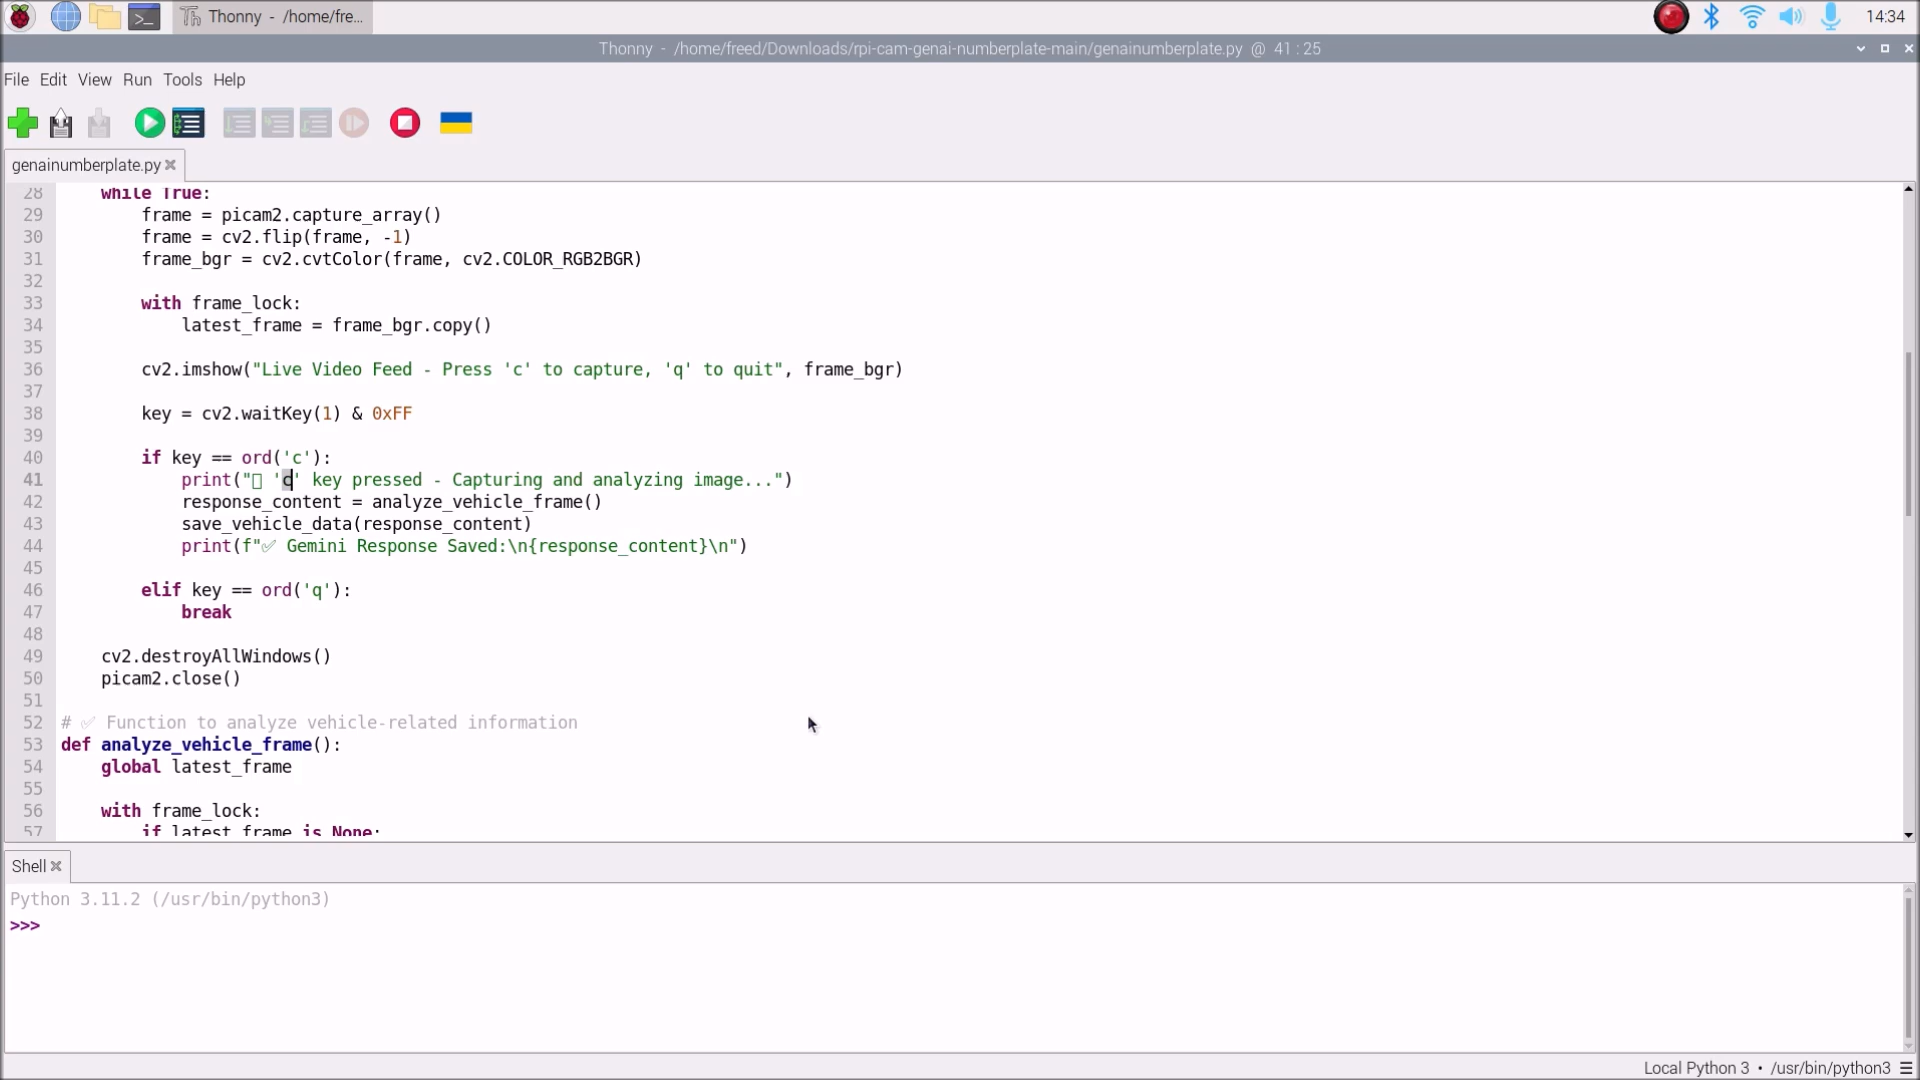 Thonny - /home/fre...
14:34
Thonny - /home/freed/Downloads/rpi-cam-genai-numberplate-main/genainumberplate.py @ 41 : 25
File Edit View Run Tools Help
genainumberplate.py
28 while True:
29 frame = picam2.capture_array()
30 frame = cv2.flip(frame, -1)
31 frame_bgr = cv2.cvtColor(frame, cv2.COLOR_RGB2BGR)
32
33 with frame_lock:
34 latest_frame = frame_bgr.copy()
35
36 cv2.imshow("Live Video Feed - Press 'c' to capture, 'q' to quit", frame_bgr)
37
38 key = cv2.waitKey(1) & 0xFF
39
40 if key == ord('c'):
41 print("▯ 'c' key pressed - Capturing and analyzing image...")
42 response_content = analyze_vehicle_frame()
43 save_vehicle_data(response_content)
44 print(f"✅ Gemini Response Saved:\n{response_content}\n")
45
46 elif key == ord('q'):
47 break
48
49 cv2.destroyAllWindows()
50 picam2.close()
51
52 # ✅ Function to analyze vehicle-related information
53 def analyze_vehicle_frame():
54 global latest_frame
55
56 with frame_lock:
57 if latest_frame is None:
Shell
Python 3.11.2 (/usr/bin/python3)
>>>
Local Python 3 • /usr/bin/python3 ☰